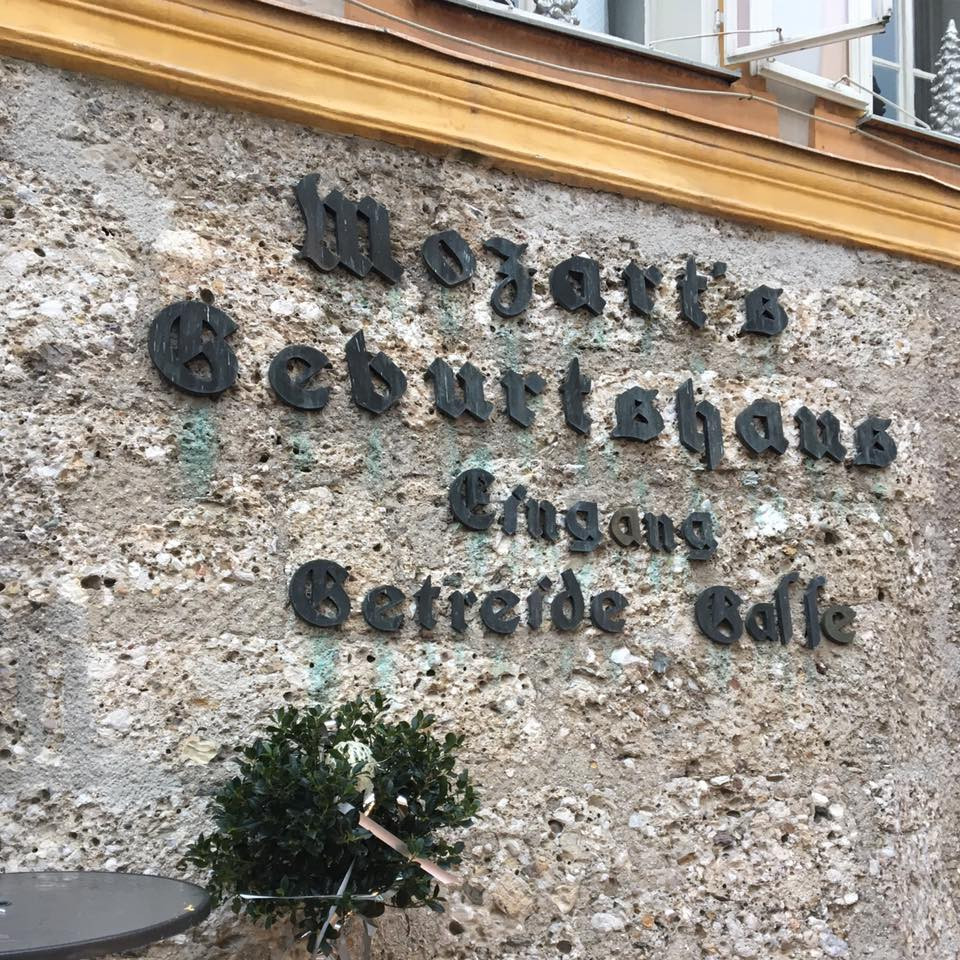 Mozart's
Geburtshaus
Eingang
Getreide Gasse